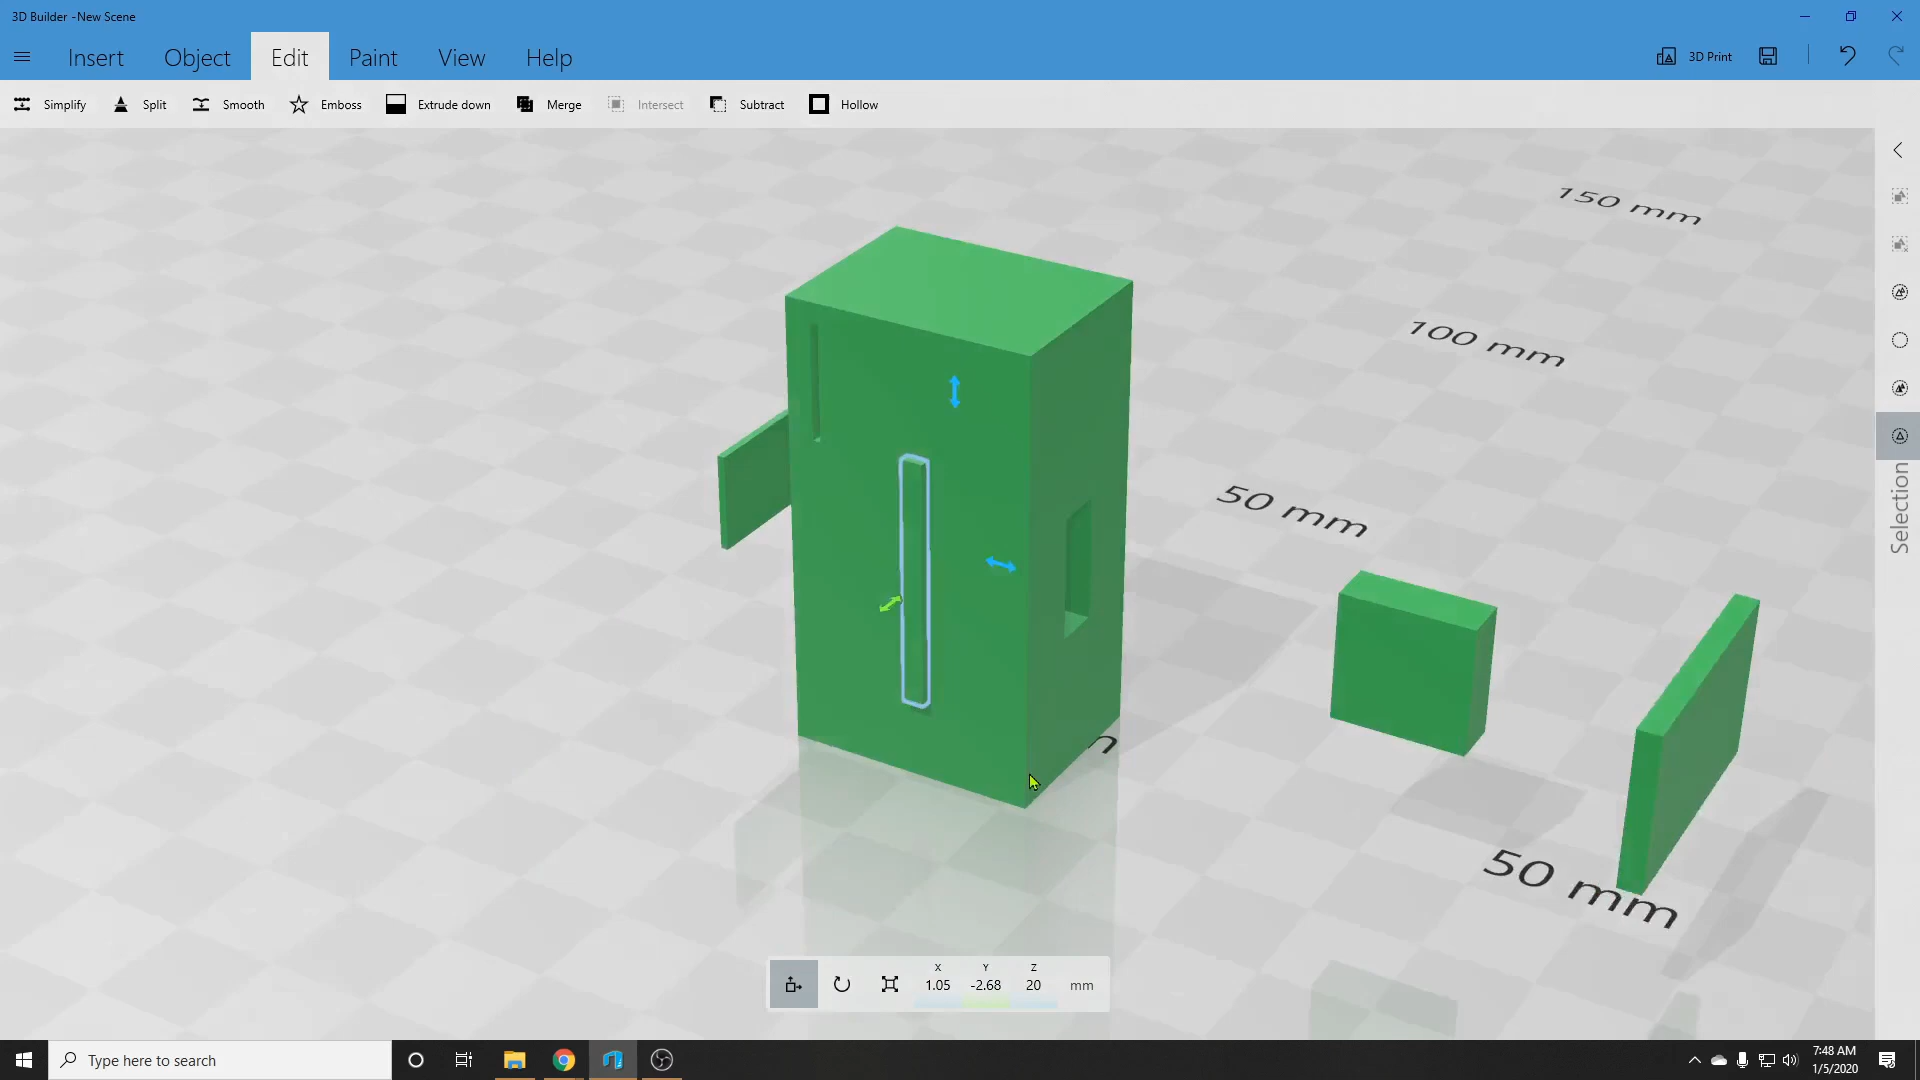 3D Builder -New Scene
Insert
Object
Edit
Paint
View
Help
3D Print
Simplify
Split
Smooth
Emboss
Extrude down
Merge
Intersect
Subtract
Hollow
150 mm
100 mm
50 mm
50 mm
Selection
X
Y
Z
1.05
-2.68
20
mm
Type here to search
7:48 AM
1/5/2020